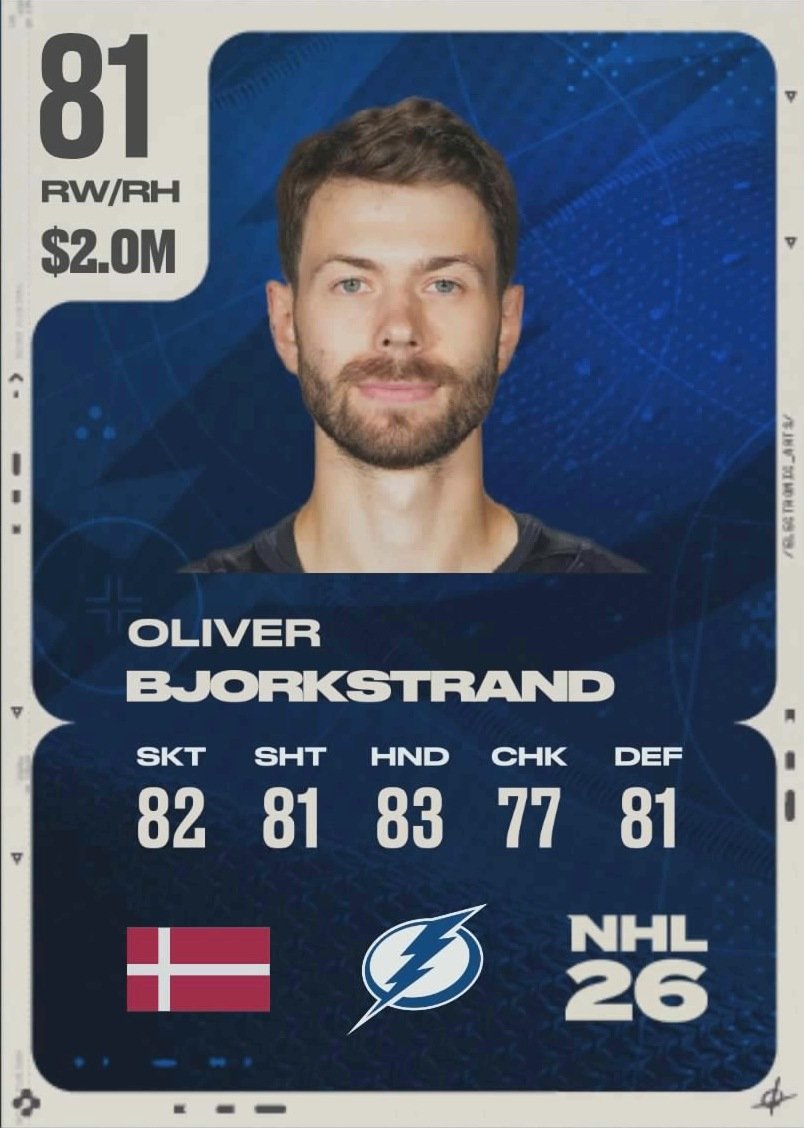 81
RW/RH
$2.0M
OLIVER
BJORKSTRAND
SKT SHT HND CHK DEF
82 81 83 77 81
NHL
26
/ELECTRONIC_ARTS/